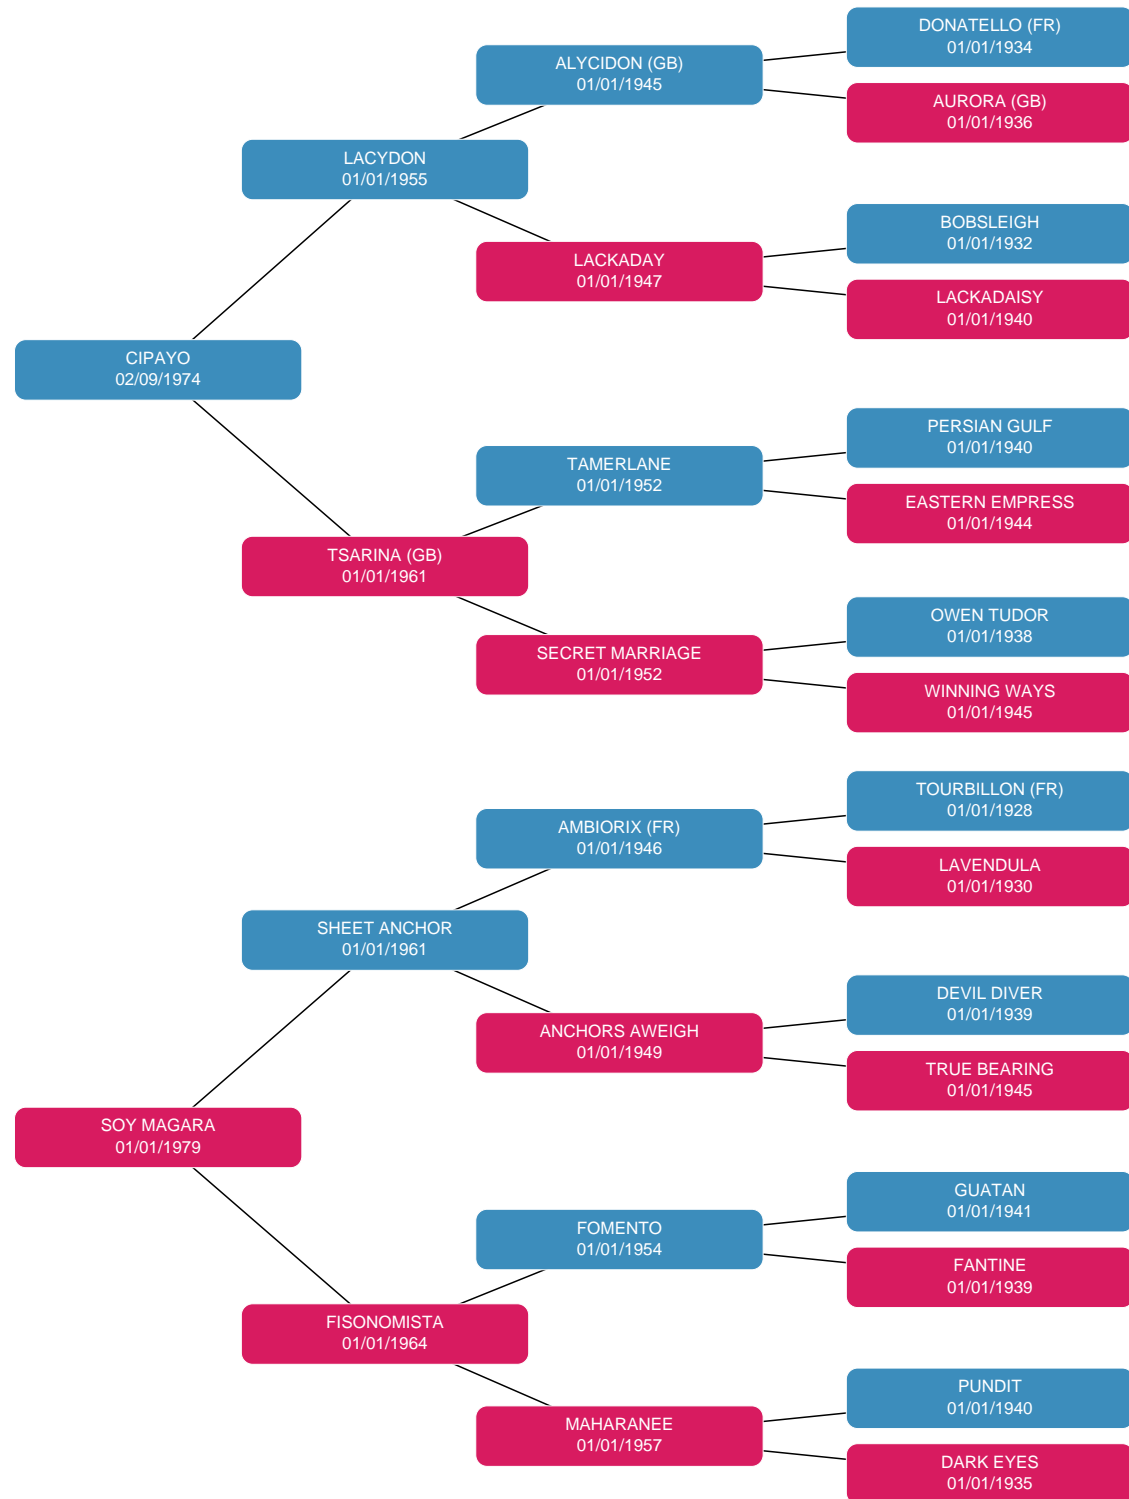 DONATELLO (FR)
01/01/1934
ALYCIDON (GB)
01/01/1945
AURORA (GB)
01/01/1936
LACYDON
01/01/1955
BOBSLEIGH
01/01/1932
LACKADAY
01/01/1947
LACKADAISY
01/01/1940
CIPAYO
02/09/1974
PERSIAN GULF
01/01/1940
TAMERLANE
01/01/1952
EASTERN EMPRESS
01/01/1944
TSARINA (GB)
01/01/1961
OWEN TUDOR
01/01/1938
SECRET MARRIAGE
01/01/1952
WINNING WAYS
01/01/1945
TOURBILLON (FR)
01/01/1928
AMBIORIX (FR)
01/01/1946
LAVENDULA
01/01/1930
SHEET ANCHOR
01/01/1961
DEVIL DIVER
01/01/1939
ANCHORS AWEIGH
01/01/1949
TRUE BEARING
01/01/1945
SOY MAGARA
01/01/1979
GUATAN
01/01/1941
FOMENTO
01/01/1954
FANTINE
01/01/1939
FISONOMISTA
01/01/1964
PUNDIT
01/01/1940
MAHARANEE
01/01/1957
DARK EYES
01/01/1935